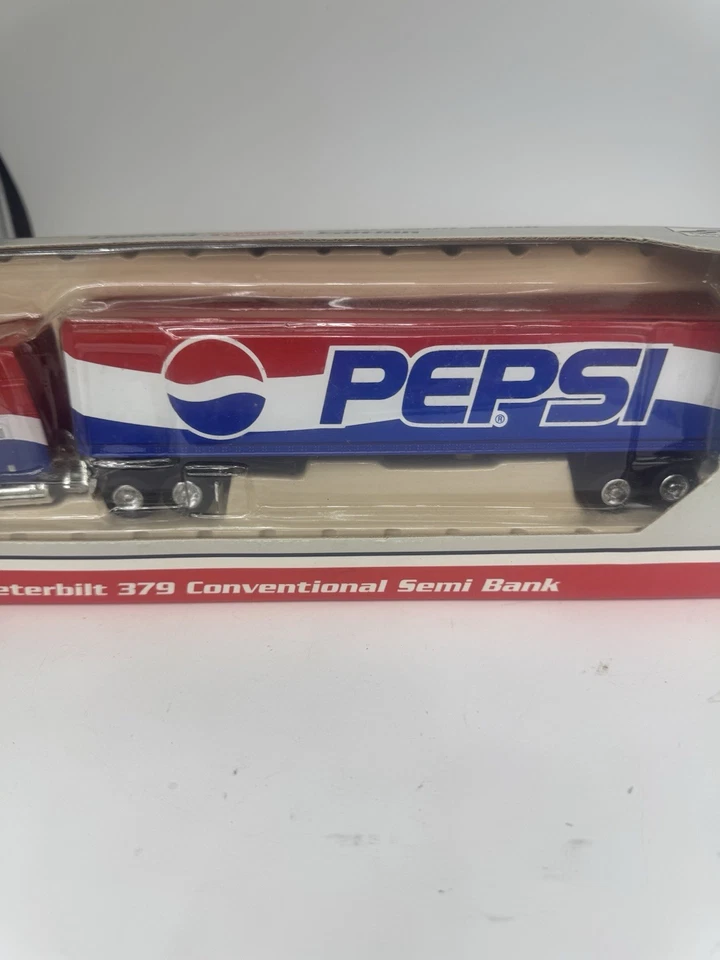 PEPSI
®
eterbilt 379 Conventional Semi Bank